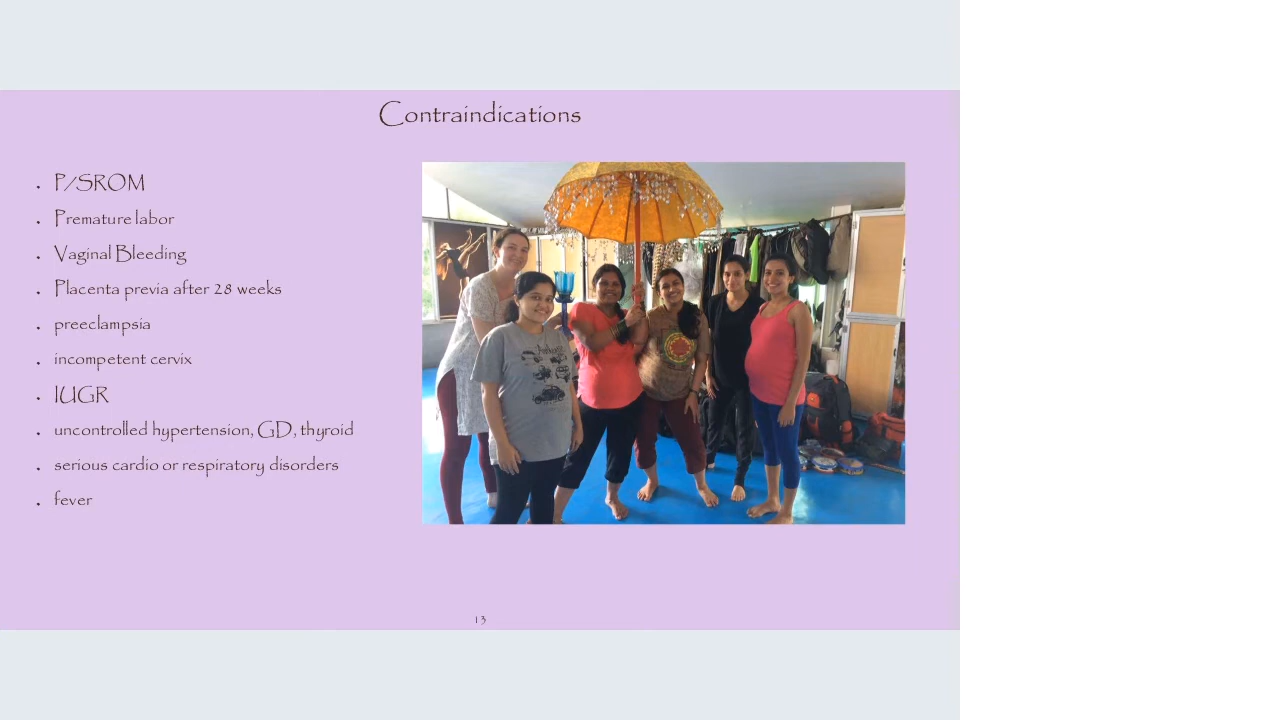 Contraindications
. P/SROM
. Premature labor
. Vaginal Bleeding
. Placenta previa after 28 weeks
. preeclampsia
. incompetent cervix
. IUGR
. uncontrolled hypertension, GD, thyroid
. serious cardio or respiratory disorders
. fever
13